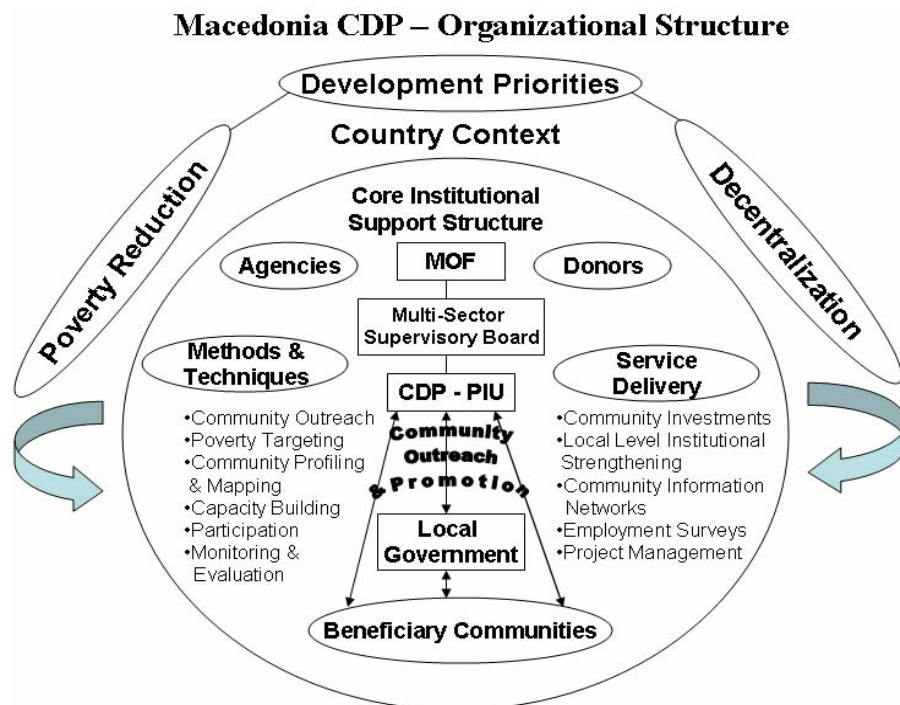 Macedonia CDP – Organizational Structure
Development Priorities
Country Context
Poverty Reduction
Decentralization
Core Institutional
Support Structure
Agencies
MOF
Donors
Multi-Sector
Supervisory Board
Methods &
Techniques
•Community Outreach
•Poverty Targeting
•Community Profiling
& Mapping
•Capacity Building
•Participation
•Monitoring &
Evaluation
CDP - PIU
Community
Outreach
& Promotion
Local
Government
Service
Delivery
•Community Investments
•Local Level Institutional
Strengthening
•Community Information
Networks
•Employment Surveys
•Project Management
Beneficiary Communities